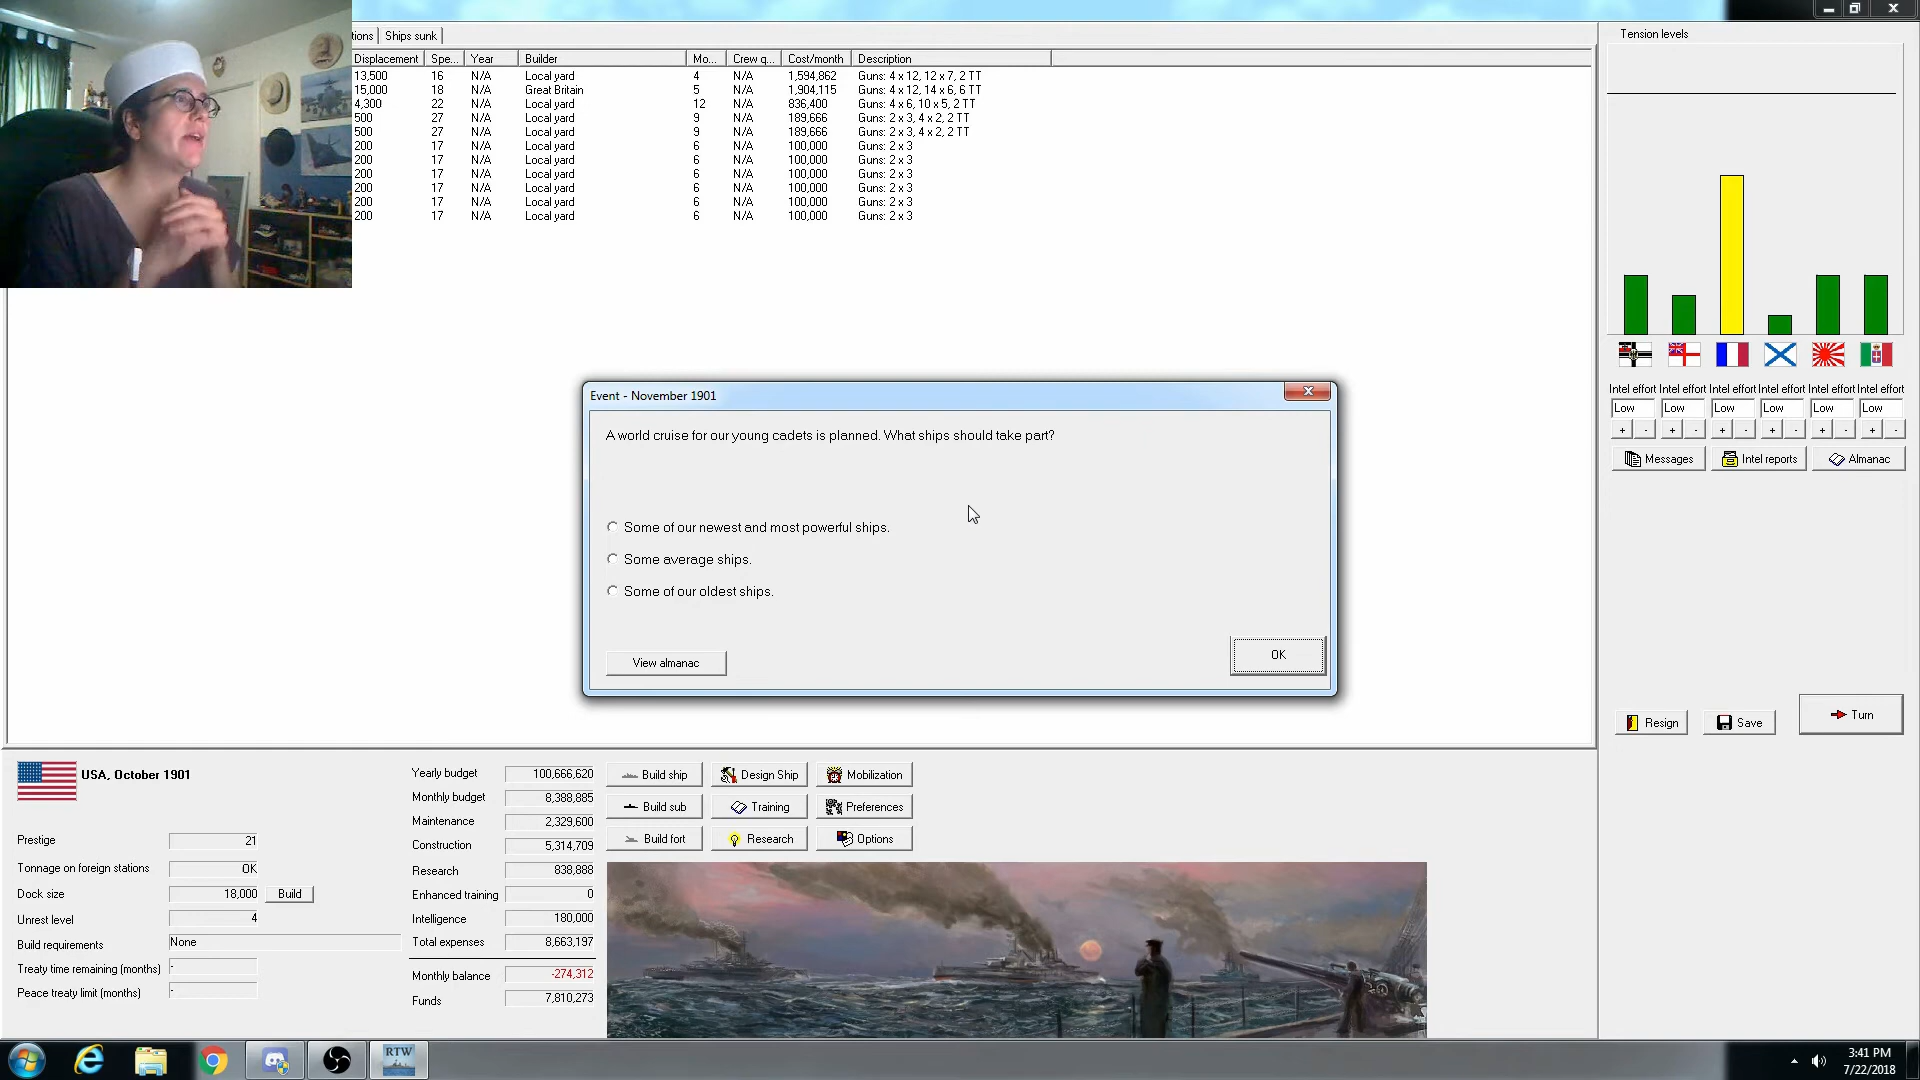 tions Ships sunk
Displacement Spe... Year Builder Mo... Crew q... Cost/month Description
13,500 16 N/A Local yard 4 N/A 1,594,862 Guns: 4 x 12, 12 x 7, 2 TT
15,000 18 N/A Great Britain 5 N/A 1,904,115 Guns: 4 x 12, 14 x 6, 6 TT
4,300 22 N/A Local yard 12 N/A 836,400 Guns: 4 x 6, 10 x 5, 2 TT
500 27 N/A Local yard 9 N/A 189,666 Guns: 2 x 3, 4 x 2, 2 TT
500 27 N/A Local yard 9 N/A 189,666 Guns: 2 x 3, 4 x 2, 2 TT
200 17 N/A Local yard 6 N/A 100,000 Guns: 2 x 3
200 17 N/A Local yard 6 N/A 100,000 Guns: 2 x 3
200 17 N/A Local yard 6 N/A 100,000 Guns: 2 x 3
200 17 N/A Local yard 6 N/A 100,000 Guns: 2 x 3
200 17 N/A Local yard 6 N/A 100,000 Guns: 2 x 3
200 17 N/A Local yard 6 N/A 100,000 Guns: 2 x 3
Tension levels
Intel effort Intel effort Intel effort Intel effort Intel effort Intel effort
Low Low Low Low Low Low
+ - + - + - + - + - + -
Messages Intel reports Almanac
Event - November 1901
A world cruise for our young cadets is planned. What ships should take part?
Some of our newest and most powerful ships.
Some average ships.
Some of our oldest ships.
View almanac OK
Resign Save Turn
USA, October 1901
Prestige 21
Tonnage on foreign stations OK
Dock size 18,000 Build
Unrest level 4
Build requirements None
Treaty time remaining (months) -
Peace treaty limit (months) -
Yearly budget 100,666,620
Monthly budget 8,388,885
Maintenance 2,329,600
Construction 5,314,709
Research 838,888
Enhanced training 0
Intelligence 180,000
Total expenses 8,663,197
Monthly balance -274,312
Funds 7,810,273
Build ship Design Ship Mobilization
Build sub Training Preferences
Build fort Research Options
RTW
3:41 PM
7/22/2018